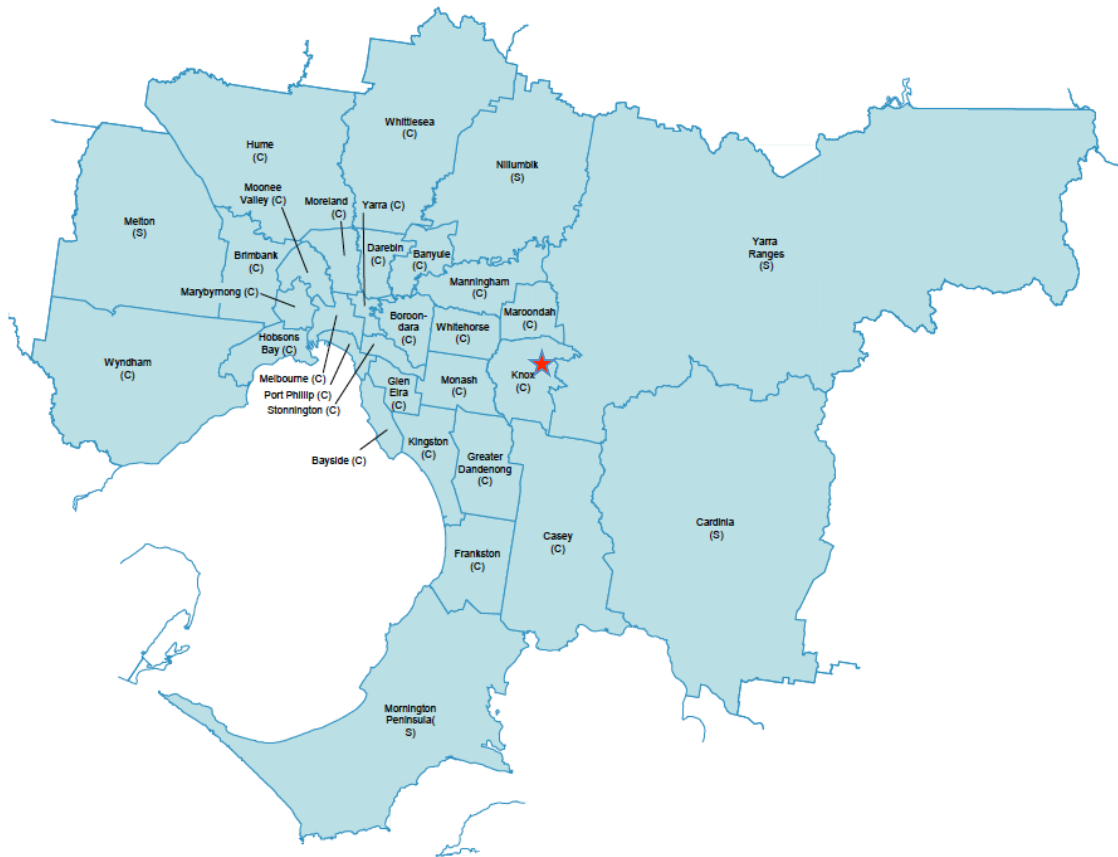 Whittlesea
(C)
Hume
(C)
Nillumbik
(S)
Moonee
Valley (C)
Moreland
(C)
Yarra (C)
Melton
(S)
Darebin
(C)
Banyule
(C)
Yarra
Ranges
(S)
Brimbank
(C)
Manningham
(C)
Marybyrnong (C)
Maroondah
(C)
Boroon-
dara
(C)
Whitehorse
(C)
Hobsons
Bay (C)
Wyndham
(C)
Melbourne (C)
Port Phillip (C)
Stonnington (C)
Glen
Eira
(C)
Monash
(C)
Knox
(C)
Bayside (C)
Kingston
(C)
Greater
Dandenong
(C)
Cardinia
(S)
Casey
(C)
Frankston
(C)
Mornington
Peninsula(
S)